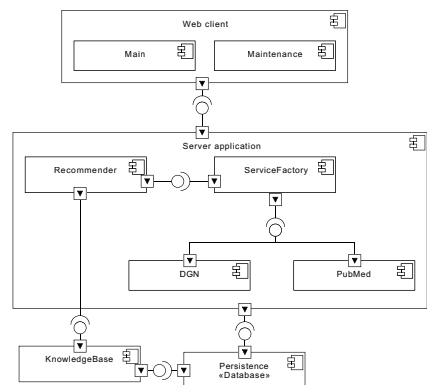 Web client
Main
Maintenance
Server application
Recommender
ServiceFactory
DGN
PubMed
KnowledgeBase
Persistence
«Database»